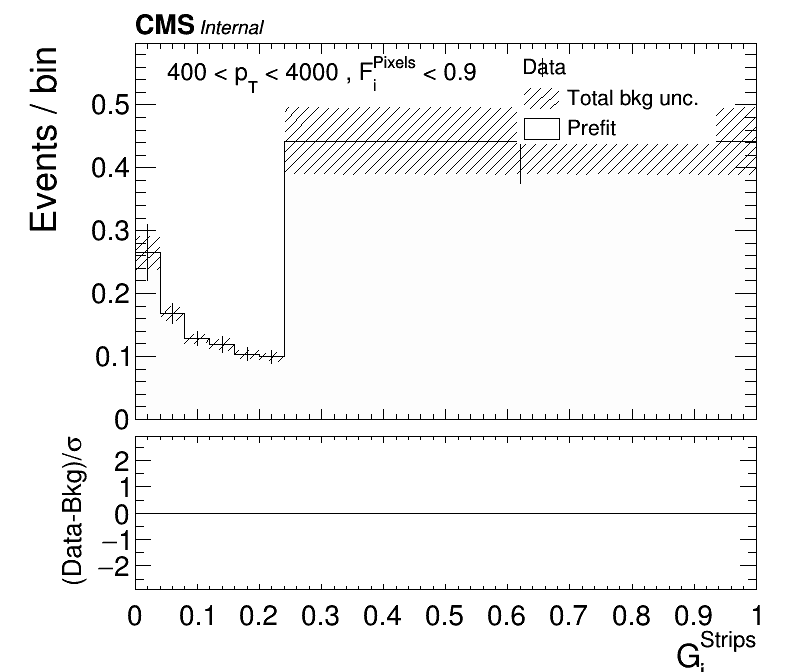 CMS Internal
400 < p_T < 4000 , F_i^Pixels < 0.9
Data
Total bkg unc.
Prefit
Events / bin
0.5
0.4
0.3
0.2
0.1
0
(Data-Bkg)/σ
2
1
0
−1
−2
0 0.1 0.2 0.3 0.4 0.5 0.6 0.7 0.8 0.9 1
G_i^Strips